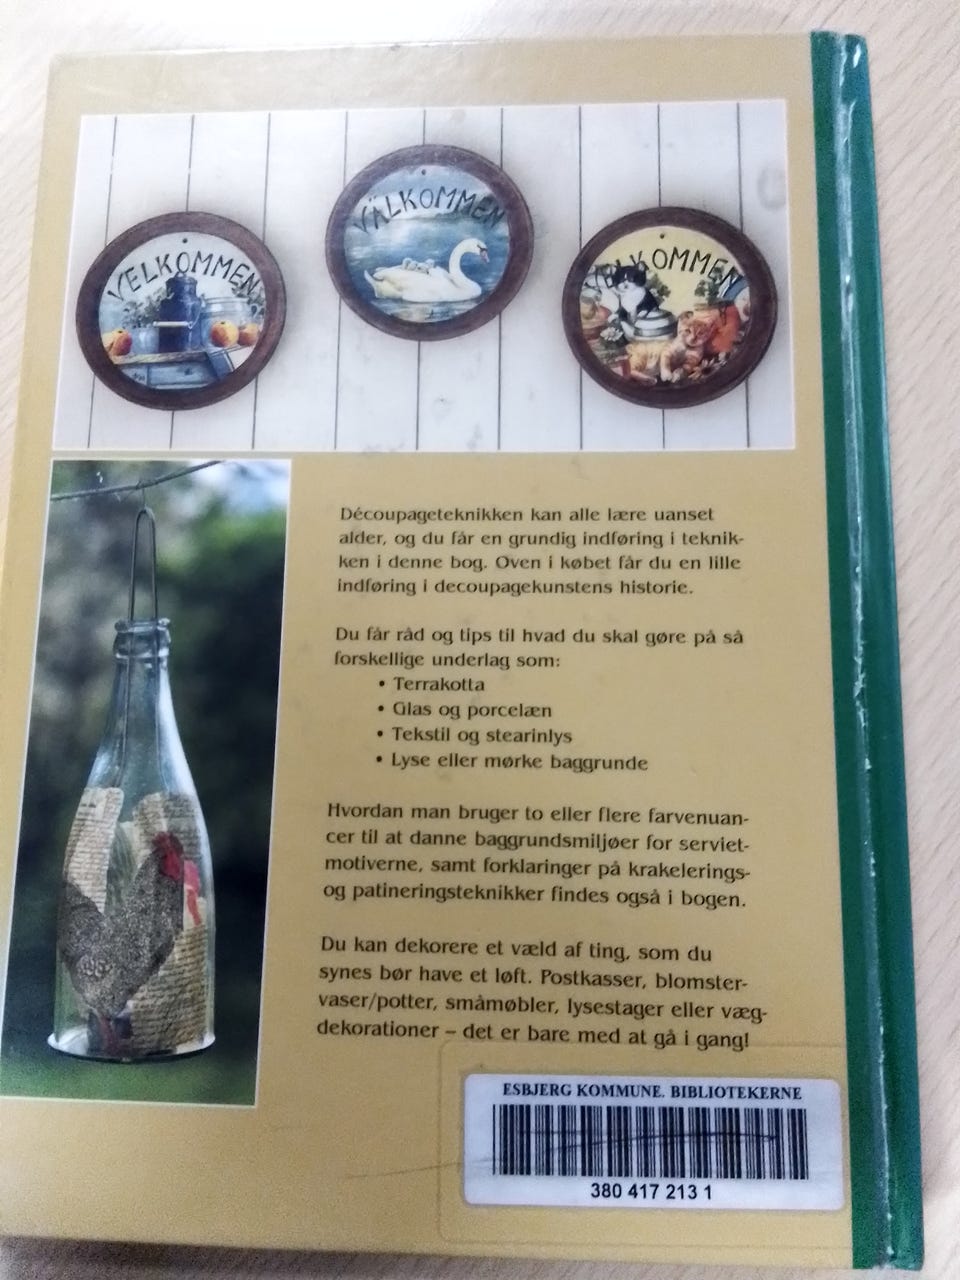 VELKOMMEN
VÄLKOMMEN
VELKOMMEN
Découpageteknikken kan alle lære uanset
alder, og du får en grundig indføring i teknik-
ken i denne bog. Oven i købet får du en lille
indføring i decoupagekunstens historie.
Du får råd og tips til hvad du skal gøre på så
forskellige underlag som:
• Terrakotta
• Glas og porcelæn
• Tekstil og stearinlys
• Lyse eller mørke baggrunde
Hvordan man bruger to eller flere farvenuan-
cer til at danne baggrundsmiljøer for serviet-
motiverne, samt forklaringer på krakelerings-
og patineringsteknikker findes også i bogen.
Du kan dekorere et væld af ting, som du
synes bør have et løft. Postkasser, blomster-
vaser/potter, småmøbler, lysestager eller væg-
dekorationer – det er bare med at gå i gang!
ESBJERG KOMMUNE. BIBLIOTEKERNE
380 417 213 1